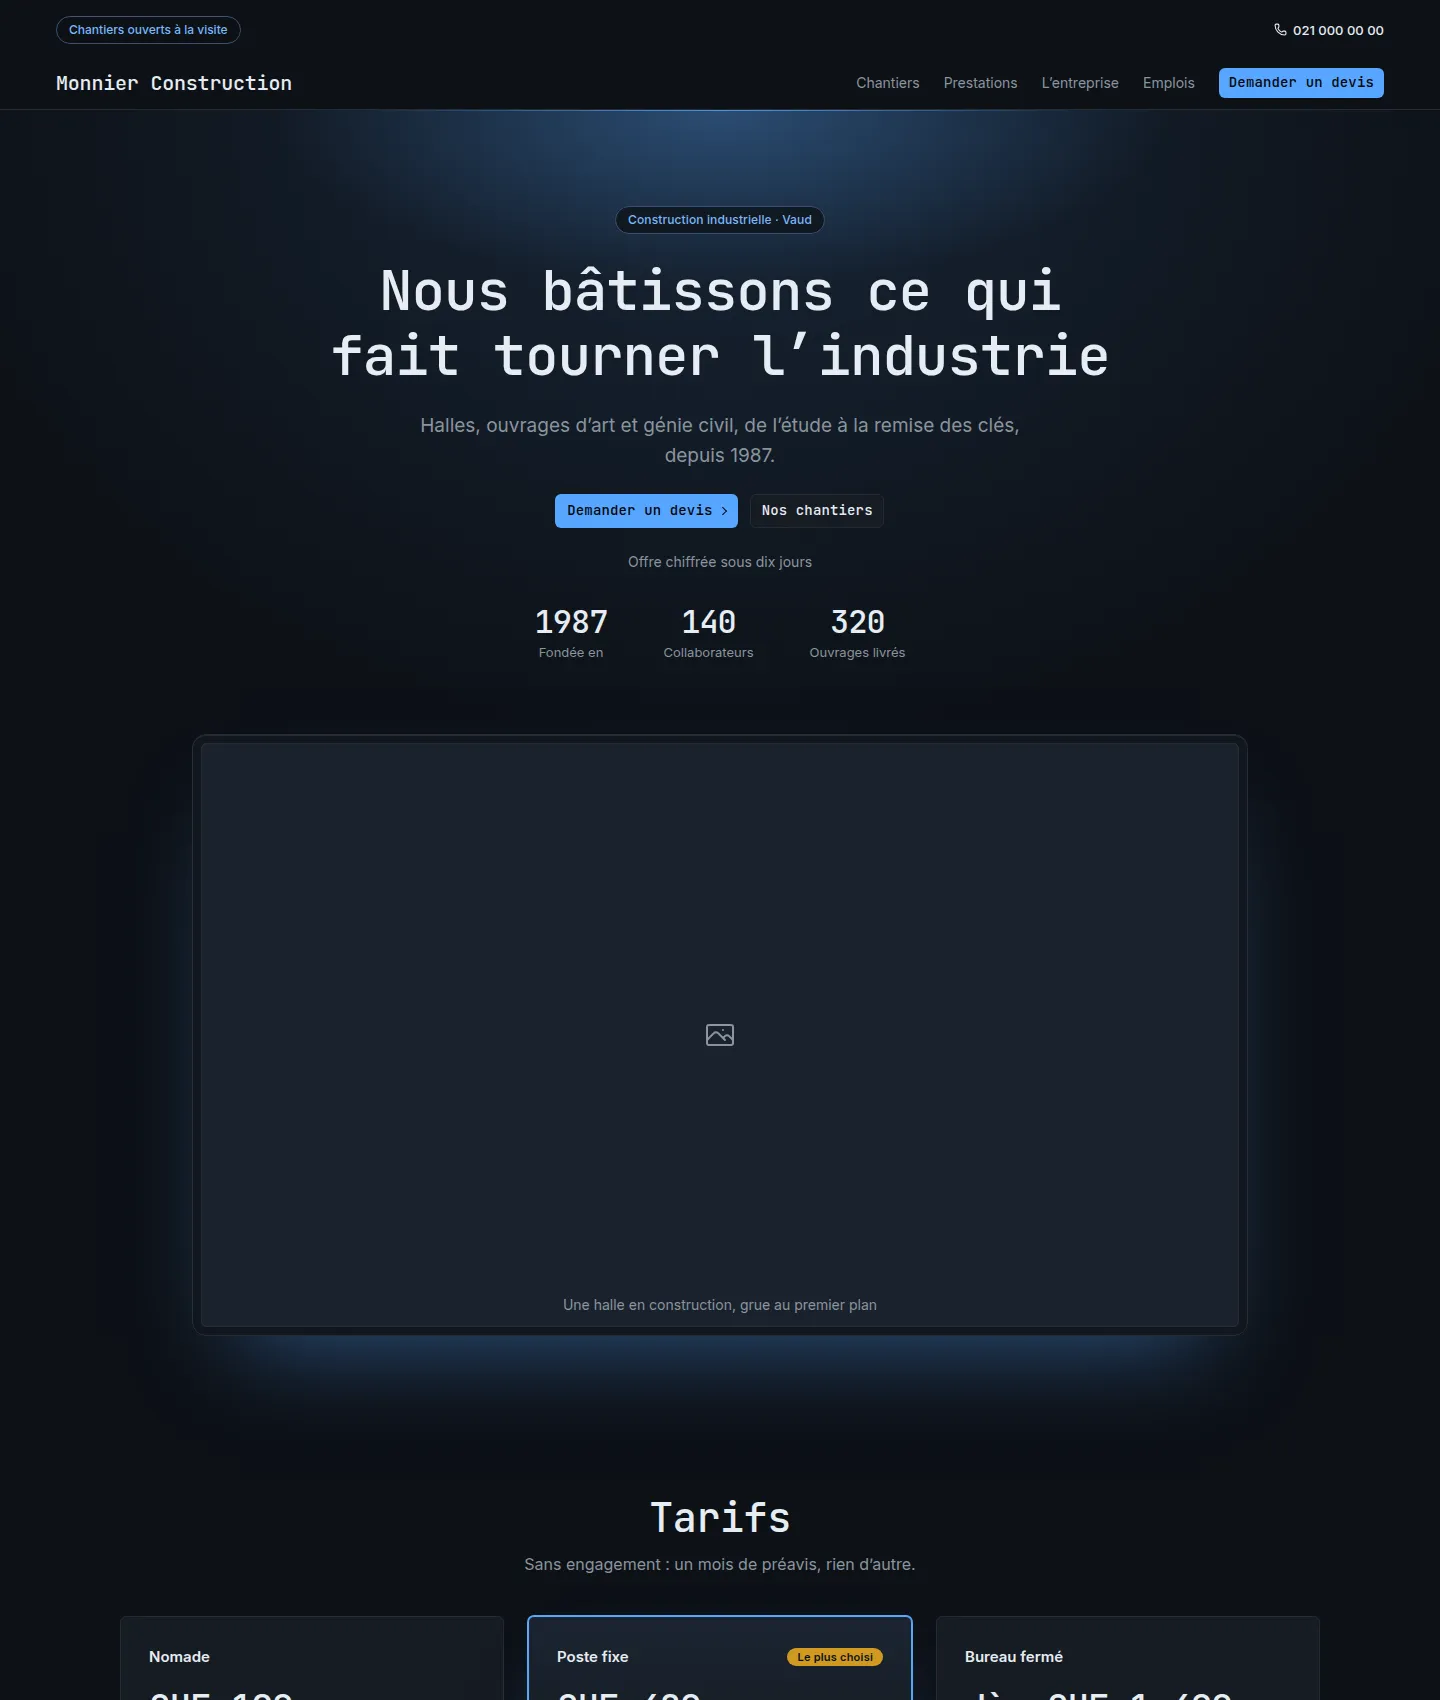 Chantiers ouverts à la visite
021 000 00 00
Monnier Construction
Chantiers
Prestations
L’entreprise
Emplois
Demander un devis
Construction industrielle · Vaud
Nous bâtissons ce qui
fait tourner l’industrie
Halles, ouvrages d’art et génie civil, de l’étude à la remise des clés,
depuis 1987.
Demander un devis
Nos chantiers
Offre chiffrée sous dix jours
1987
Fondée en
140
Collaborateurs
320
Ouvrages livrés
Une halle en construction, grue au premier plan
Tarifs
Sans engagement : un mois de préavis, rien d’autre.
Nomade
Poste fixe
Le plus choisi
Bureau fermé